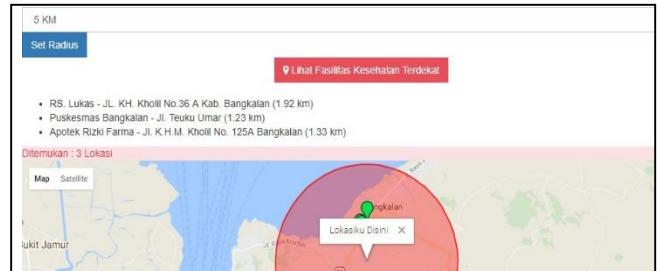 5 KM
Set Radius
Lihat Fasilitas Kesehatan Terdekat
RS. Lukas - JL. KH. Kholil No.36 A Kab. Bangkalan (1.92 km)
Puskesmas Bangkalan - Jl. Teuku Umar (1.23 km)
Apotek Rizki Farma - Jl. K.H.M. Kholil No. 125A Bangkalan (1.33 km)
Ditemukan : 3 Lokasi
Map Satellite
ngkalan
Lokasiku Disini ×
ukit Jamur